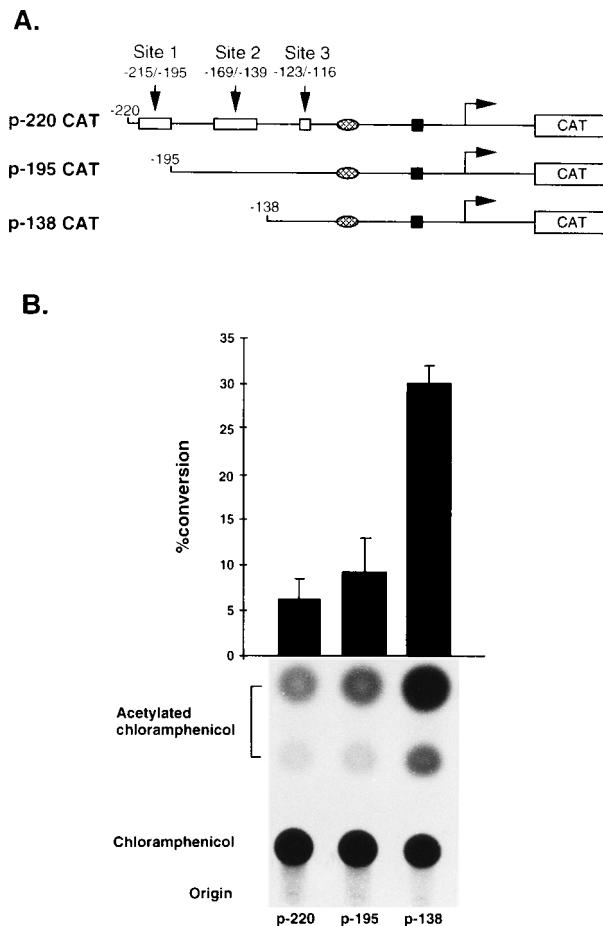 A.
Site 1 Site 2 Site 3
-215/-195 -169/-139 -123/-116
-220
p-220 CAT CAT
-195
p-195 CAT CAT
-138
p-138 CAT CAT
B.
35
30
25
20
15
10
5
0
%conversion
Acetylated
chloramphenicol
Chloramphenicol
Origin
p-220 p-195 p-138